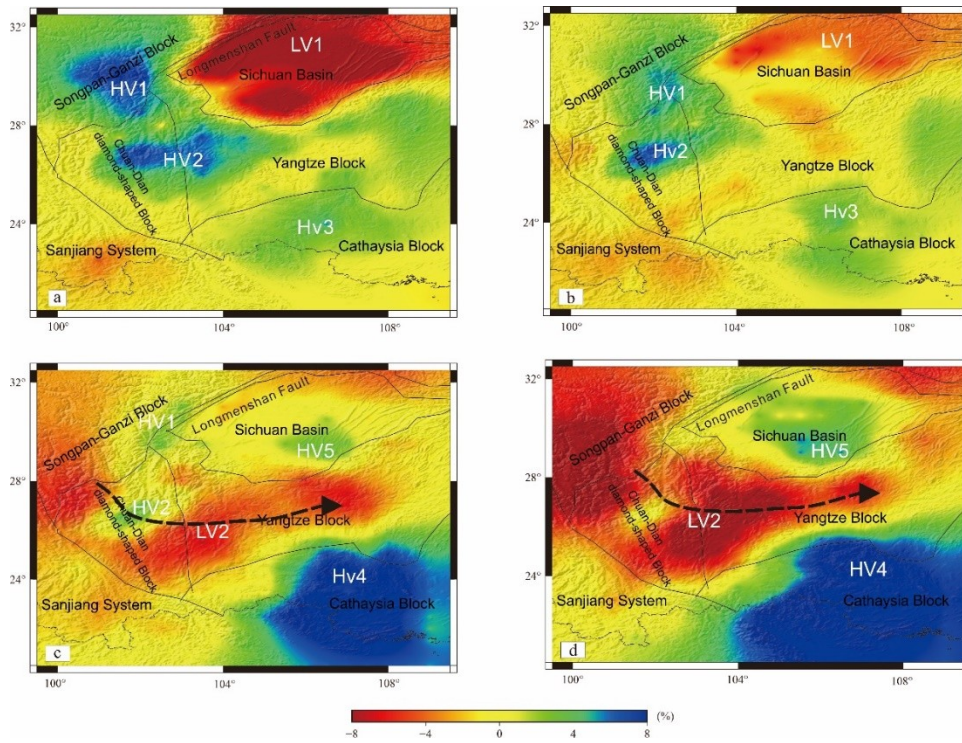 32°
Songpan-Ganzi Block
Longmenshan Fault
LV1
HV1
Sichuan Basin
28°
Chuan-Dian
diamond-shaped Block
HV2
Yangtze Block
24°
Hv3
Sanjiang System
Cathaysia Block
a
100°
104°
108°
32°
Songpan-Ganzi Block
LV1
Sichuan Basin
HV1
28°
Chuan-Dian
diamond-shaped Block
Hv2
Yangtze Block
24°
Hv3
Sanjiang System
Cathaysia Block
b
100°
104°
108°
32°
Songpan-Ganzi Block
HV1
Longmenshan Fault
Sichuan Basin
HV5
28°
Chuan-Dian
diamond-shaped Block
HV2
LV2
Yangtze Block
24°
Hv4
Sanjiang System
Cathaysia Block
c
100°
104°
108°
32°
Songpan-Ganzi Block
Longmenshan Fault
Sichuan Basin
HV5
28°
Chuan-Dian
diamond-shaped Block
LV2
Yangtze Block
24°
HV4
Sanjiang System
Cathaysia Block
d
100°
104°
108°
(%)
−8 −4 0 4 8